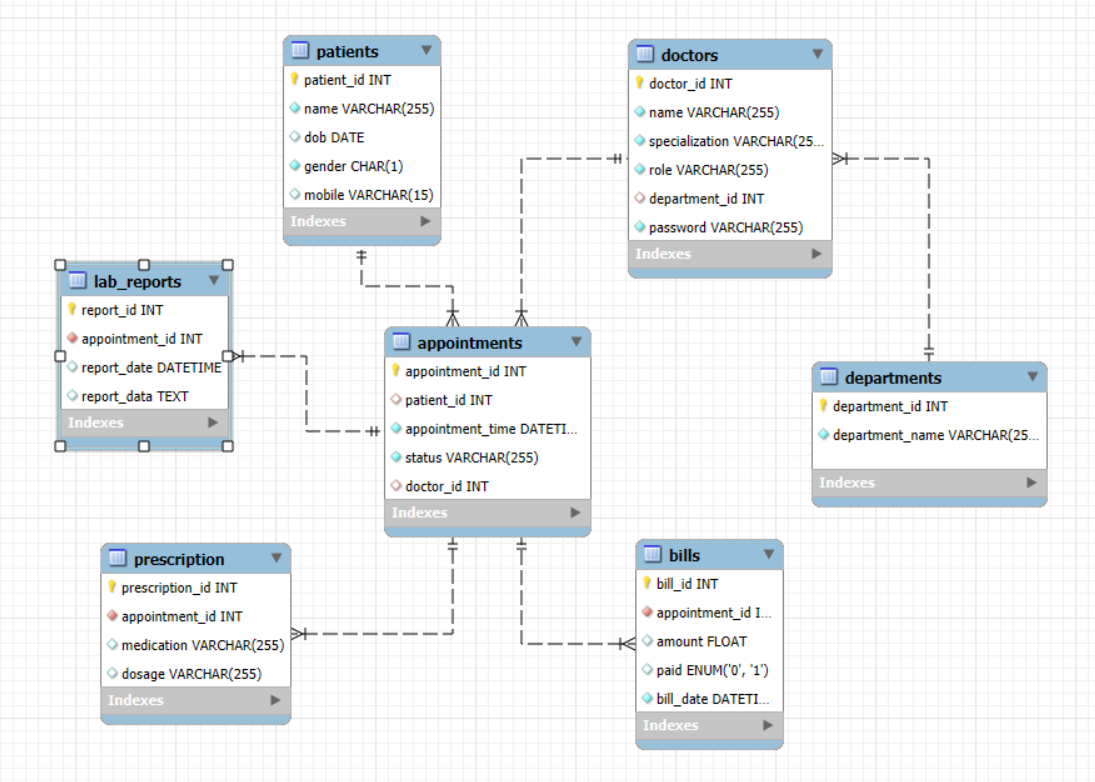 patients
patient_id INT
name VARCHAR(255)
dob DATE
gender CHAR(1)
mobile VARCHAR(15)
Indexes
doctors
doctor_id INT
name VARCHAR(255)
specialization VARCHAR(25...
role VARCHAR(255)
department_id INT
password VARCHAR(255)
Indexes
lab_reports
report_id INT
appointment_id INT
report_date DATETIME
report_data TEXT
Indexes
appointments
appointment_id INT
patient_id INT
appointment_time DATETI...
status VARCHAR(255)
doctor_id INT
Indexes
departments
department_id INT
department_name VARCHAR(25...
Indexes
prescription
prescription_id INT
appointment_id INT
medication VARCHAR(255)
dosage VARCHAR(255)
Indexes
bills
bill_id INT
appointment_id I...
amount FLOAT
paid ENUM('0', '1')
bill_date DATETI...
Indexes